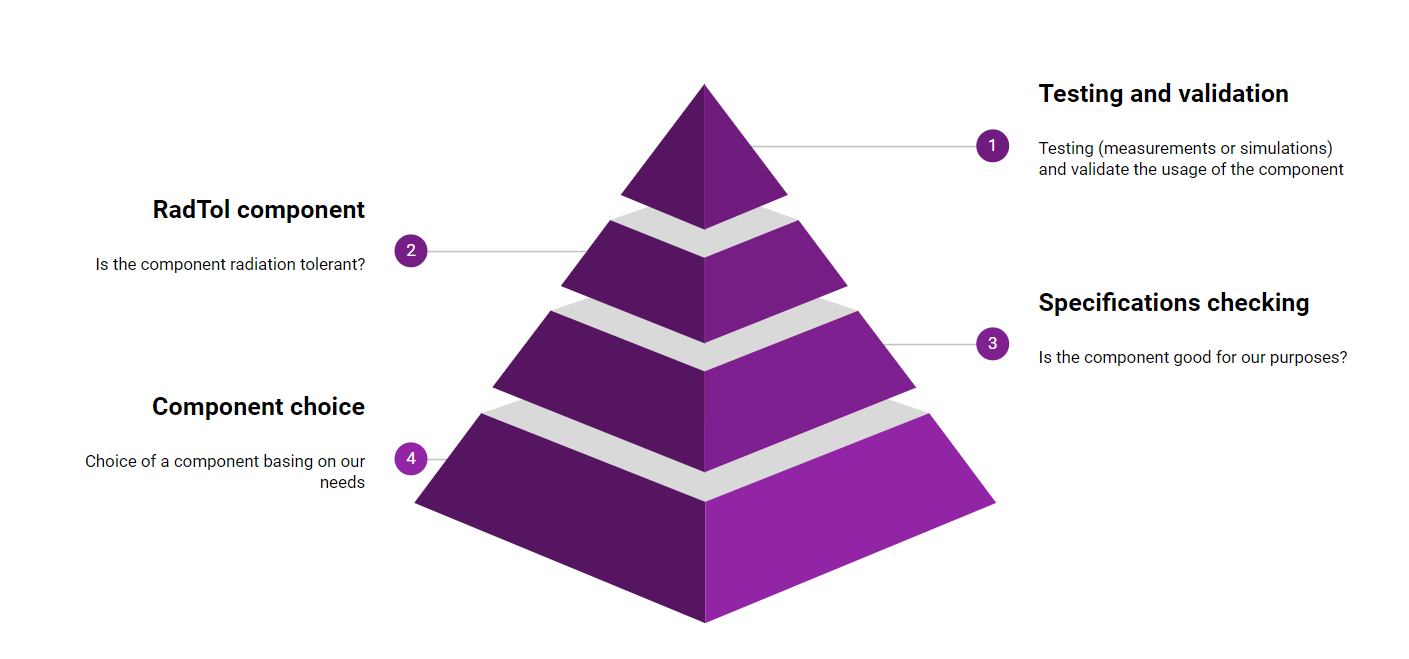 Testing and validation
1
Testing (measurements or simulations)
and validate the usage of the component
RadTol component
2
Is the component radiation tolerant?
Specifications checking
3
Is the component good for our purposes?
Component choice
4
Choice of a component basing on our
needs